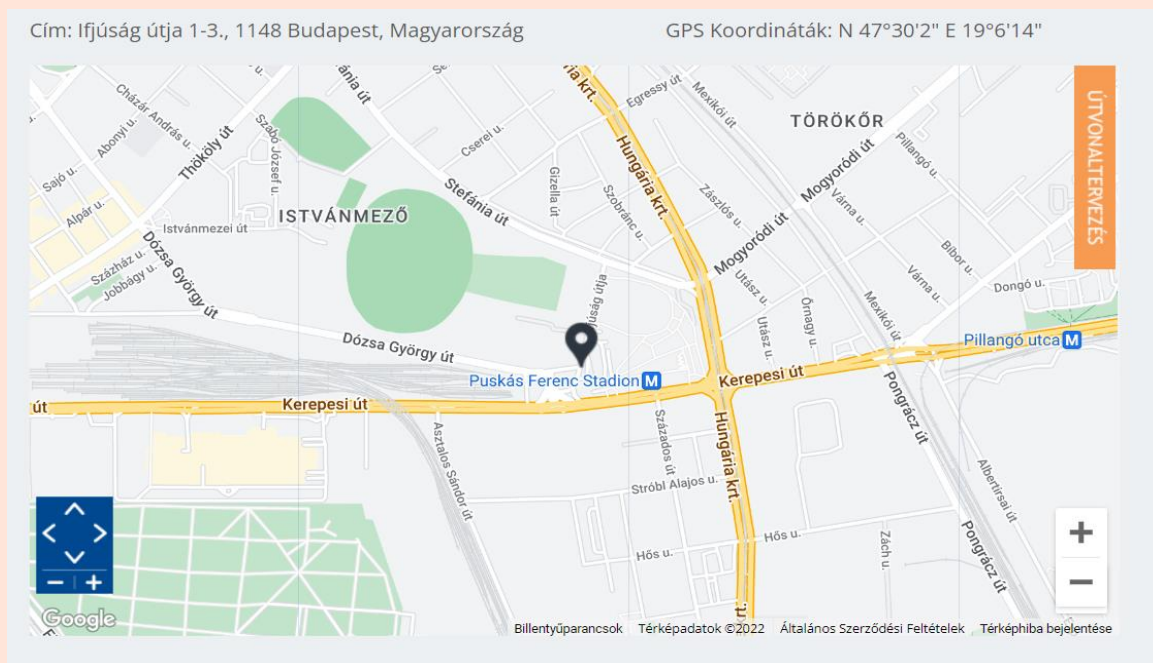 Cím: Ifjúság útja 1-3., 1148 Budapest, Magyarország
GPS Koordináták: N 47°30'2" E 19°6'14"
ÚTVONALTERVEZÉS
Cházár András u.
Abonyi u.
Thököly út
Szabó József u.
Sajó u.
Alpár u.
Istvánmezei út
ISTVÁNMEZŐ
Százház u.
Jobbágy u.
Dózsa György út
Dózsa György út
Stefánia út
Cserei u.
Gizella út
Szobránc u.
Egressy út
Mexikói út
Hungária krt.
Zászlós u.
TÖRÖKŐR
Pillangó u.
Mogyoródi út
Mogyoródi út
Várna u.
Várna u.
Bíbor u.
Dongó u.
Utász u.
Utász u.
Őrnagy u.
Mexikói út
Pillangó utca M
Puskás Ferenc Stadion M
Kerepesi út
Kerepesi út
út
Asztalos Sándor út
Százados út
Stróbl Alajos u.
Hungária krt.
Hős u.
Hős u.
Zách u.
Pongrácz út
Pongrácz út
Albertirsai út
krt.
Google
Billentyűparancsok
Térképadatok ©2022
Általános Szerződési Feltételek
Térképhiba bejelentése